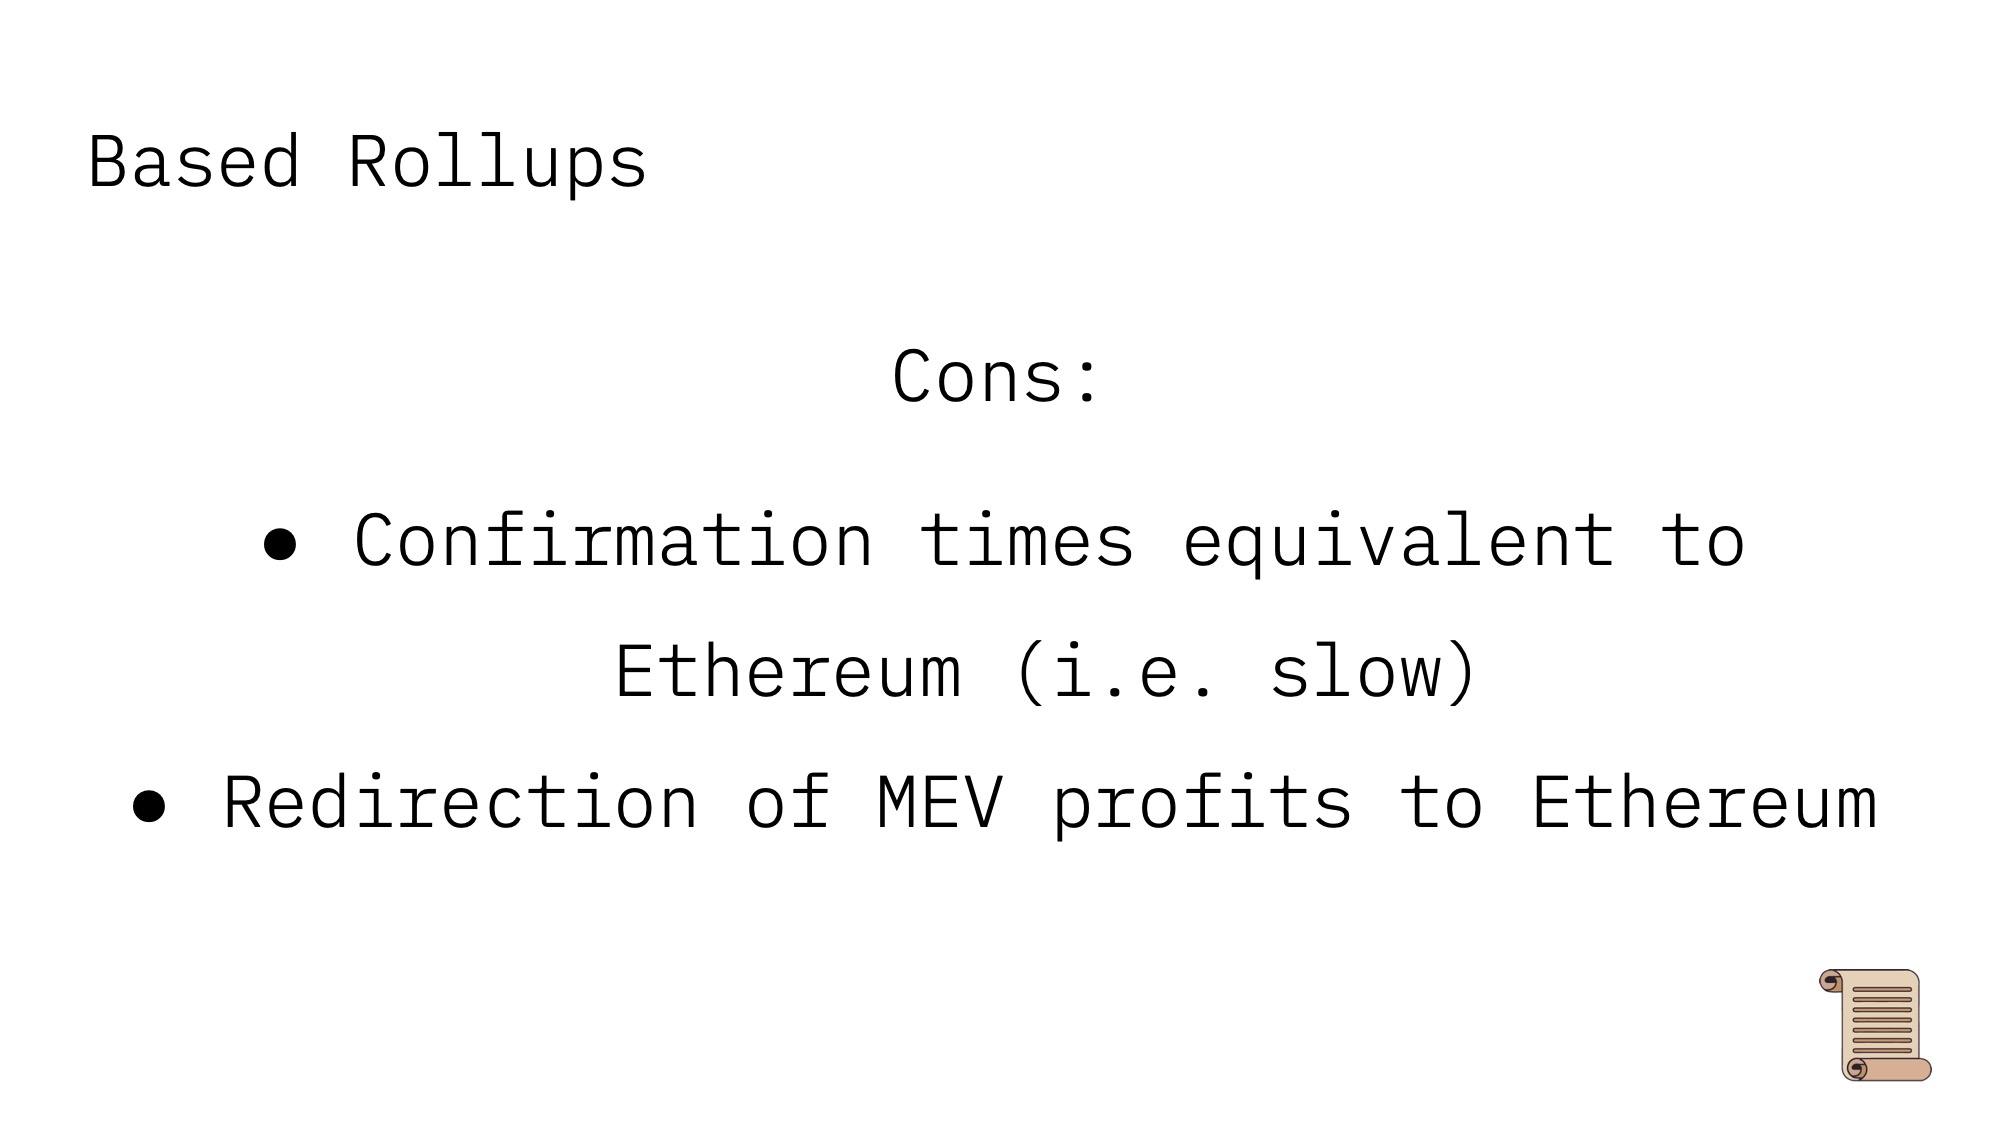 Based Rollups
Cons:
● Confirmation times equivalent to
Ethereum (i.e. slow)
● Redirection of MEV profits to Ethereum